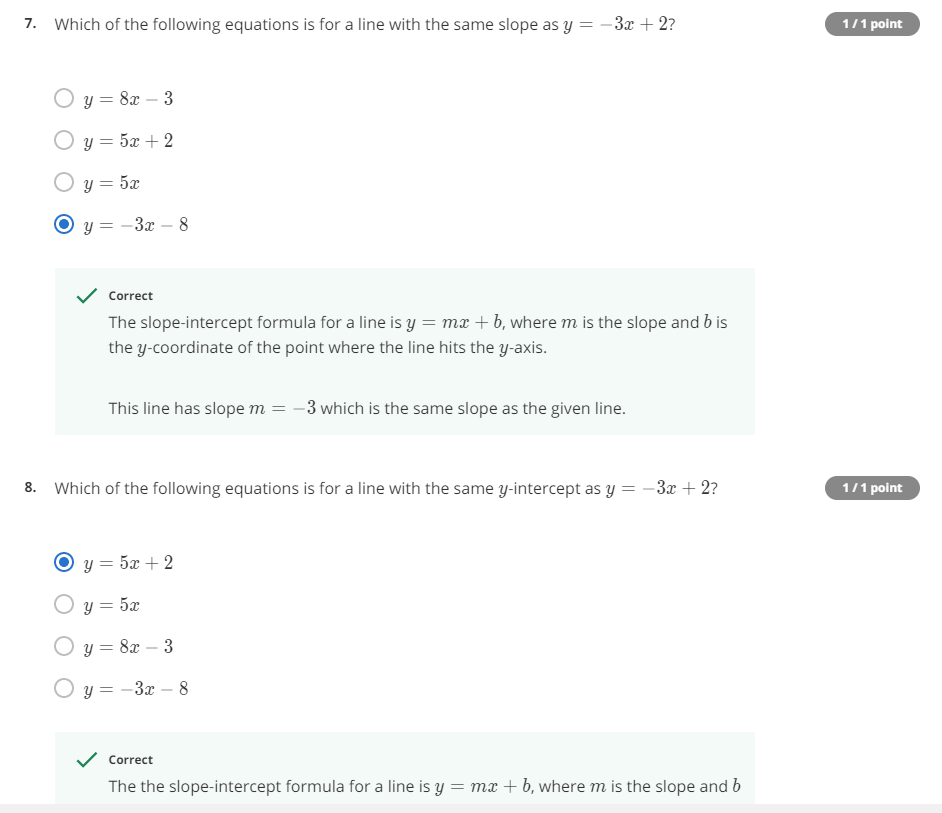 7. Which of the following equations is for a line with the same slope as y = −3x + 2?
1 / 1 point
y = 8x − 3
y = 5x + 2
y = 5x
y = −3x − 8
Correct
The slope-intercept formula for a line is y = mx + b, where m is the slope and b is
the y-coordinate of the point where the line hits the y-axis.
This line has slope m = −3 which is the same slope as the given line.
8. Which of the following equations is for a line with the same y-intercept as y = −3x + 2?
1 / 1 point
y = 5x + 2
y = 5x
y = 8x − 3
y = −3x − 8
Correct
The the slope-intercept formula for a line is y = mx + b, where m is the slope and b